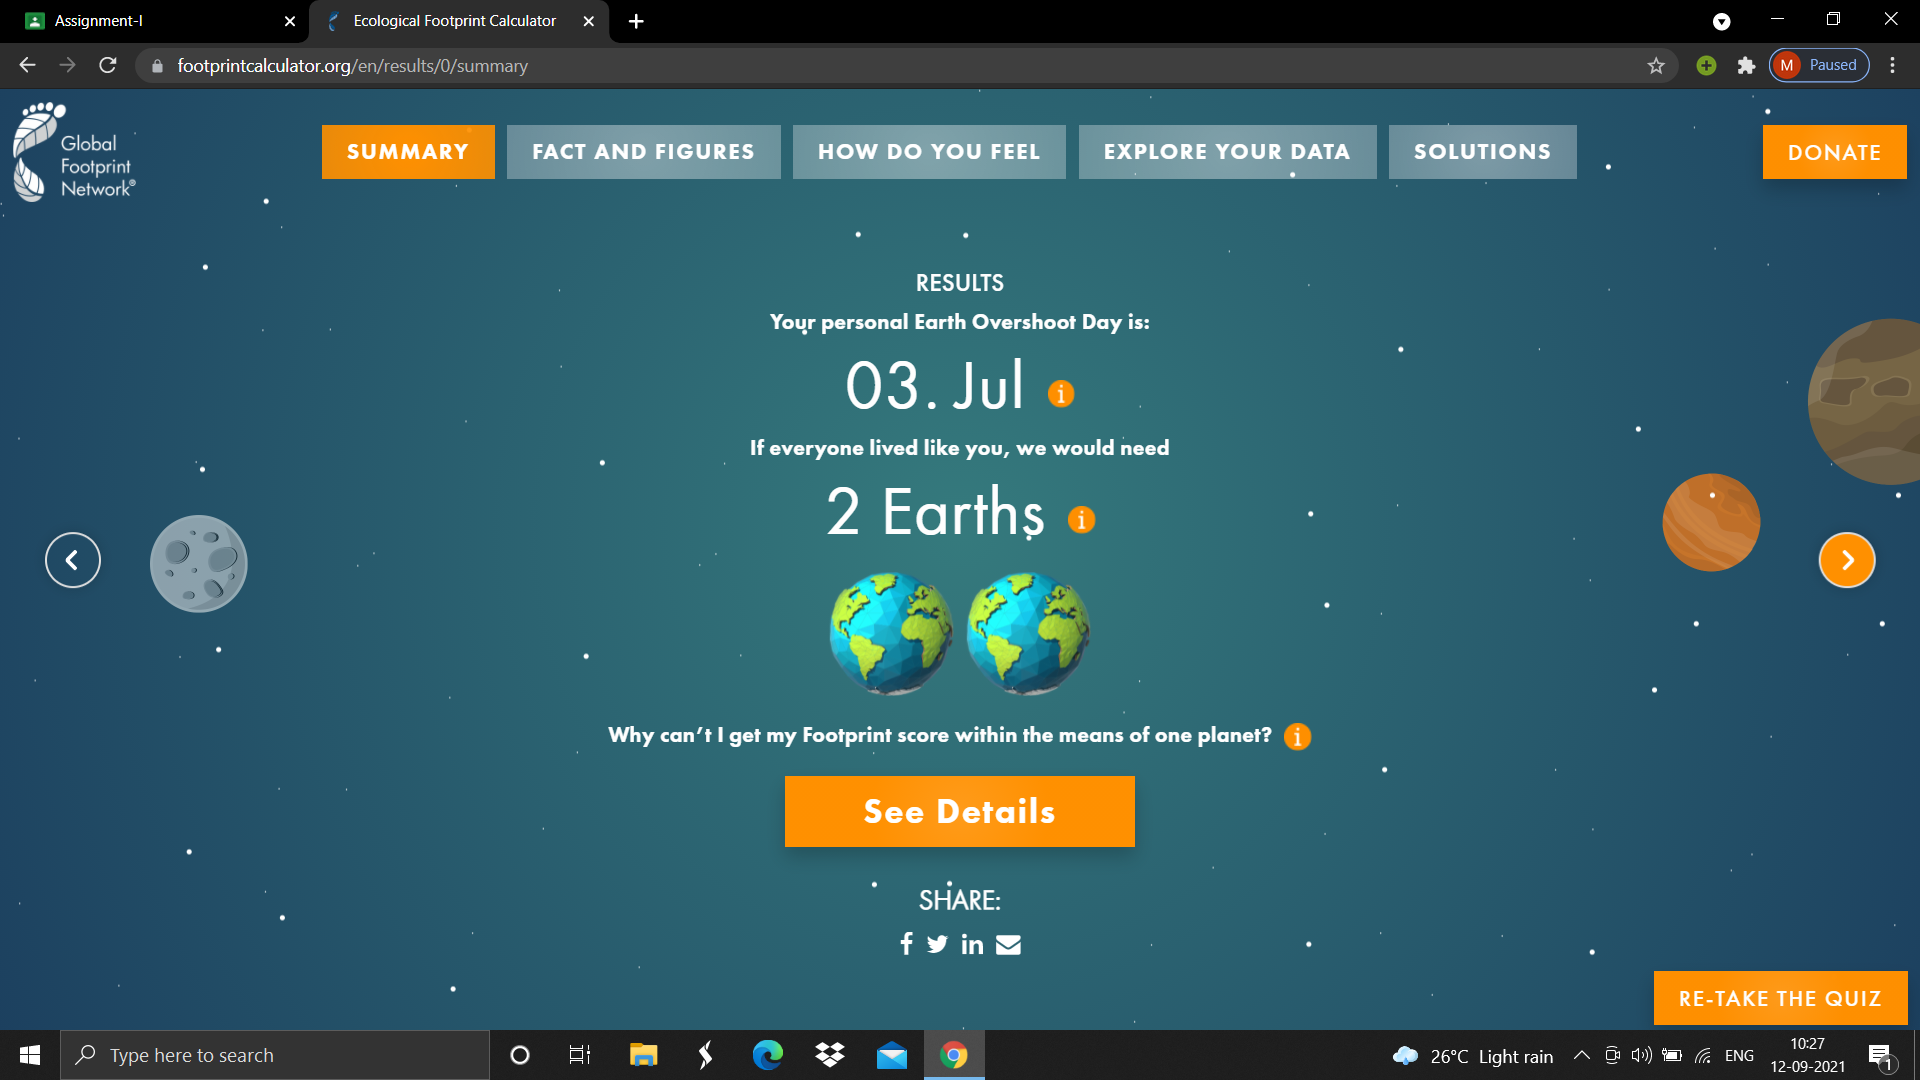 Assignment-I
Ecological Footprint Calculator
footprintcalculator.org/en/results/0/summary
M Paused
Global
Footprint
Network®
SUMMARY
FACT AND FIGURES
HOW DO YOU FEEL
EXPLORE YOUR DATA
SOLUTIONS
DONATE
RESULTS
Your personal Earth Overshoot Day is:
03. Jul i
If everyone lived like you, we would need
2 Earths i
Why can't I get my Footprint score within the means of one planet? i
See Details
SHARE:
f in
RE-TAKE THE QUIZ
Type here to search
26°C Light rain
ENG
10:27
12-09-2021
1